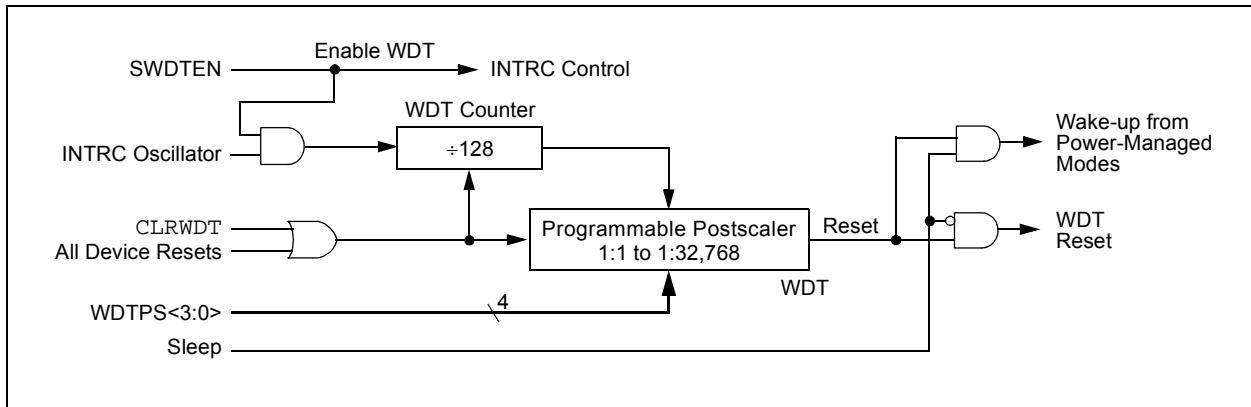 Enable WDT
SWDTEN
INTRC Control
WDT Counter
INTRC Oscillator
÷128
Wake-up from
Power-Managed
Modes
CLRWDT
All Device Resets
Programmable Postscaler
1:1 to 1:32,768
Reset
WDT
Reset
WDT
WDTPS<3:0>
4
Sleep